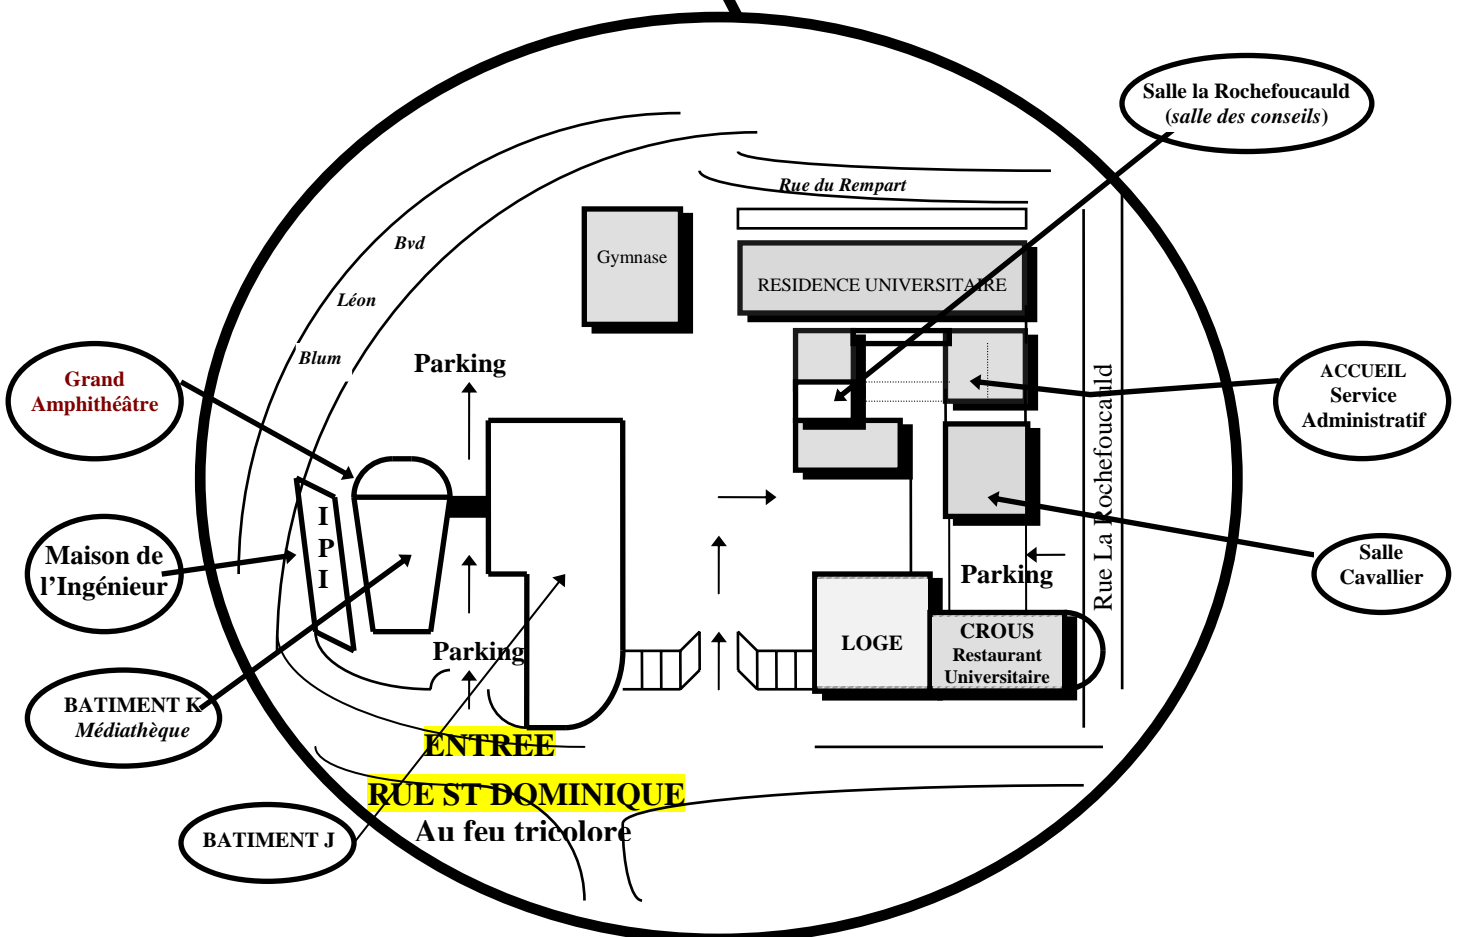 Salle la Rochefoucauld
(salle des conseils)
Rue du Rempart
Bvd
Léon
Blum
Gymnase
RESIDENCE UNIVERSITAIRE
Parking
Grand
Amphithéâtre
ACCUEIL
Service
Administratif
Rue La Rochefoucauld
I
P
I
Maison de
l'Ingénieur
Salle
Cavallier
Parking
LOGE
CROUS
Restaurant
Universitaire
Parking
BATIMENT K
Médiathèque
ENTREE
RUE ST DOMINIQUE
Au feu tricolore
BATIMENT J